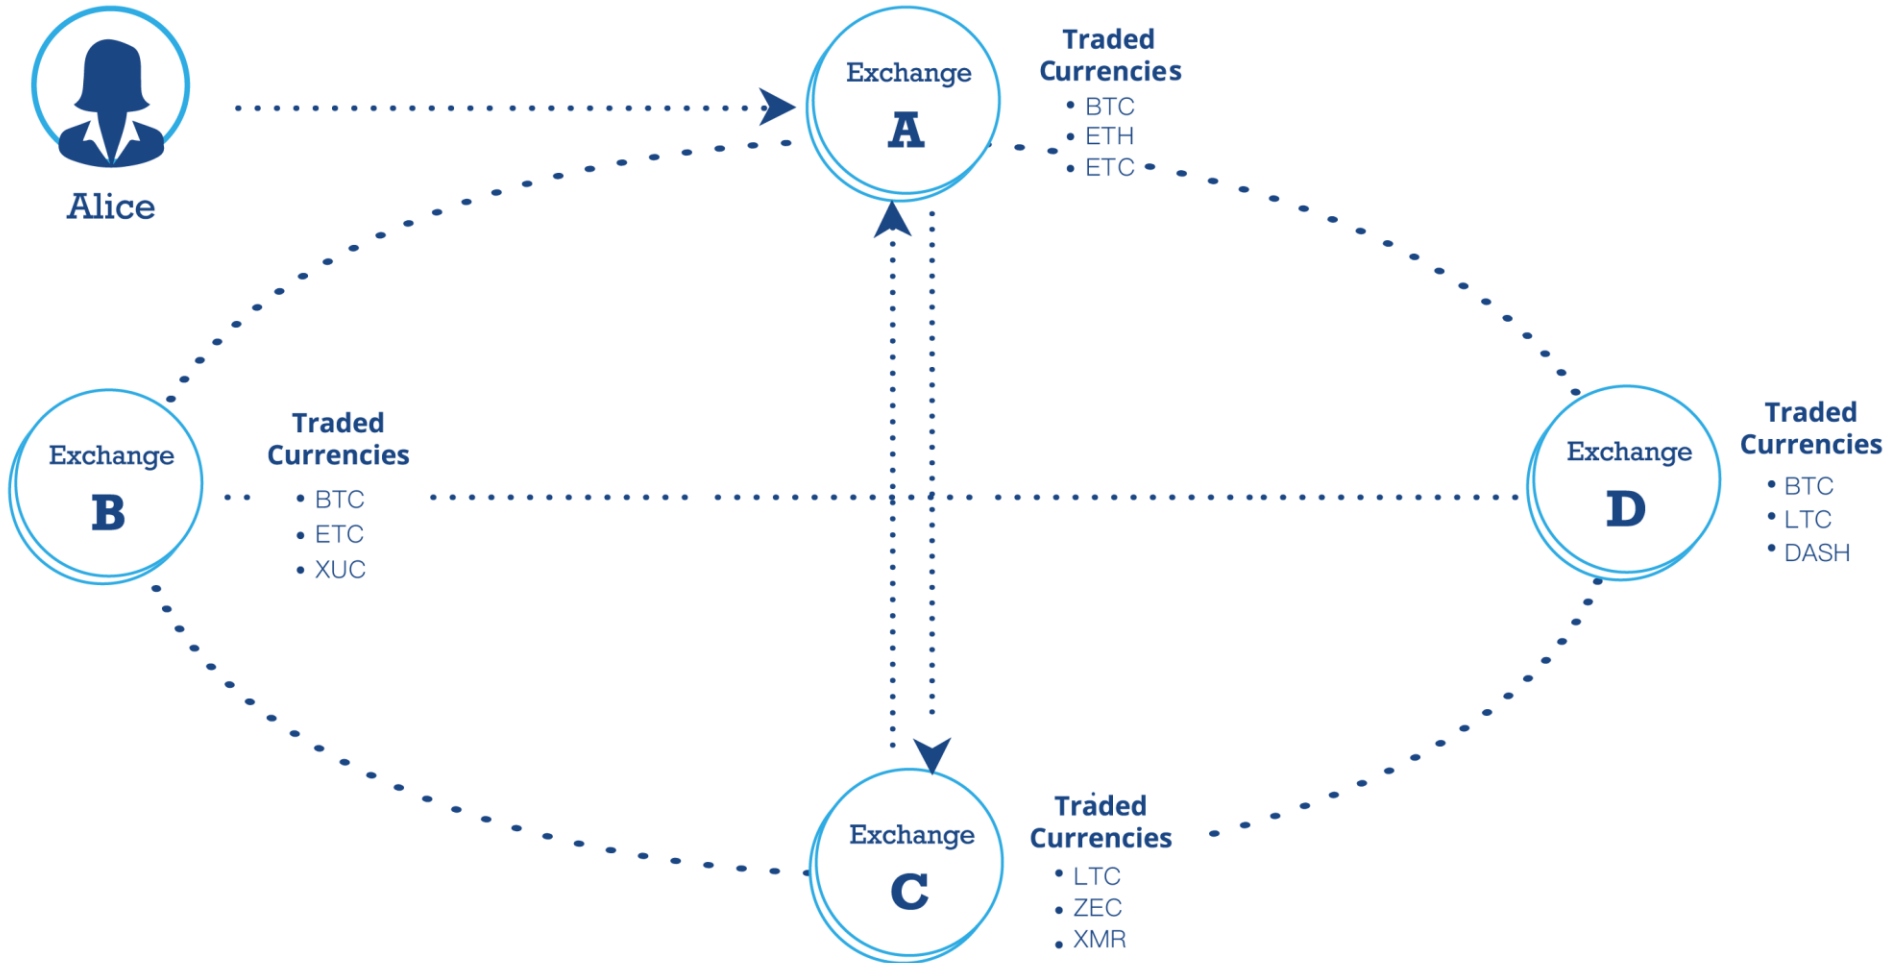 Alice
Exchange
A
Traded
Currencies
• BTC
• ETH
• ETC
Exchange
B
Traded
Currencies
• BTC
• ETC
• XUC
Exchange
D
Traded
Currencies
• BTC
• LTC
• DASH
Exchange
C
Traded
Currencies
• LTC
• ZEC
• XMR